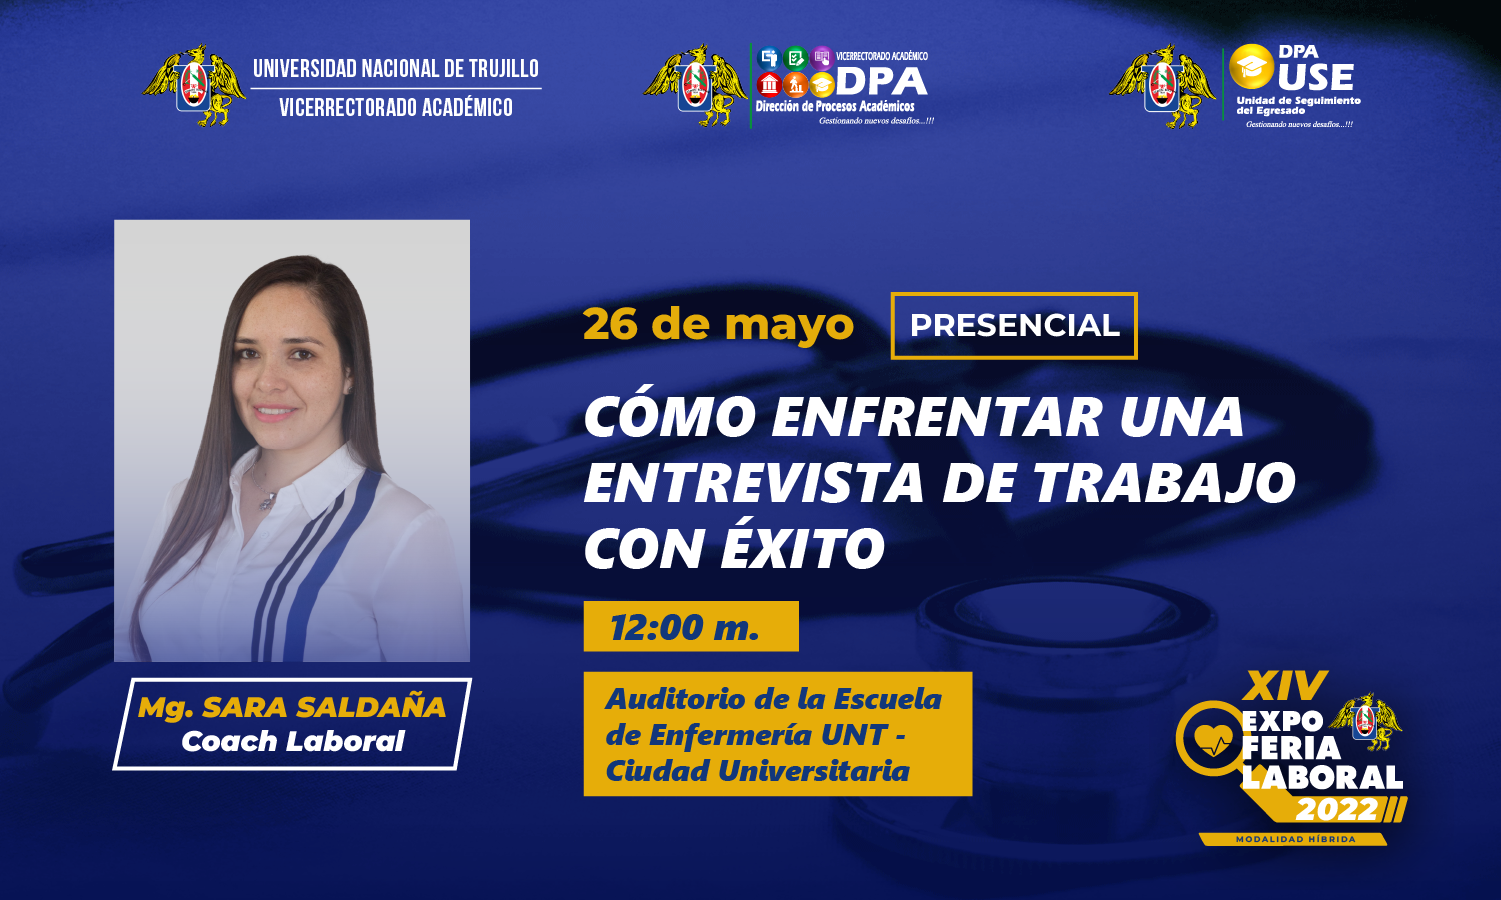 UNIVERSIDAD NACIONAL DE TRUJILLO
VICERRECTORADO ACADÉMICO
VICERRECTORADO ACADÉMICO
DPA
Dirección de Procesos Académicos
Gestionando nuevos desafíos...!!!
DPA
USE
Unidad de Seguimiento
del Egresado
Gestionando nuevos desafíos...!!!
26 de mayo
PRESENCIAL
CÓMO ENFRENTAR UNA
ENTREVISTA DE TRABAJO
CON ÉXITO
12:00 m.
Auditorio de la Escuela
de Enfermería UNT -
Ciudad Universitaria
Mg. SARA SALDAÑA
Coach Laboral
XIV
EXPO
FERIA
LABORAL
2022
MODALIDAD HÍBRIDA